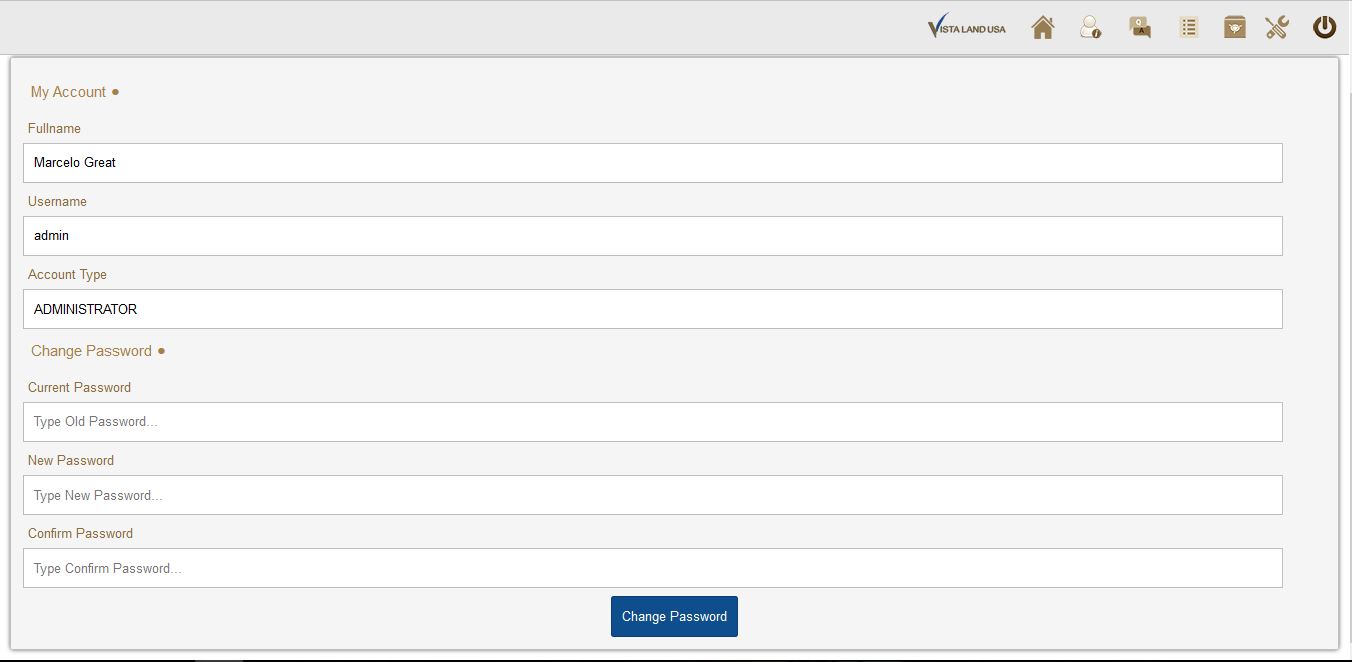 VISTA LAND USA
Q
A
My Account
Fullname
Marcelo Great
Username
admin
Account Type
ADMINISTRATOR
Change Password
Current Password
Type Old Password...
New Password
Type New Password...
Confirm Password
Type Confirm Password...
Change Password